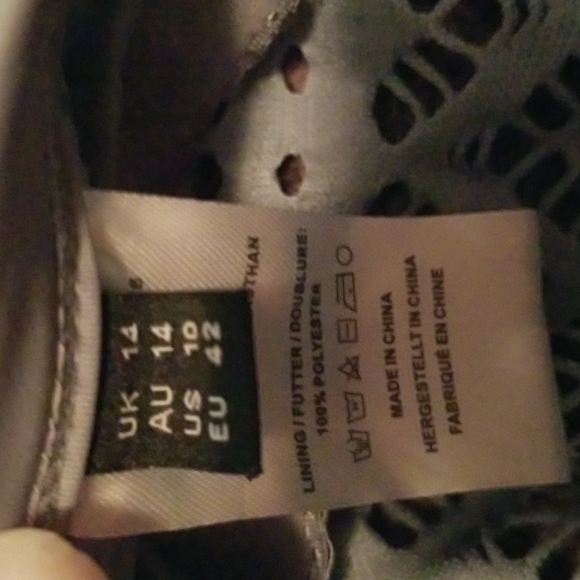 UK 14
AU 14
US 10
EU 42
LINING / FUTTER / DOUBLURE:
100% POLYESTER
MADE IN CHINA
HERGESTELLT IN CHINA
FABRIQUÉ EN CHINE